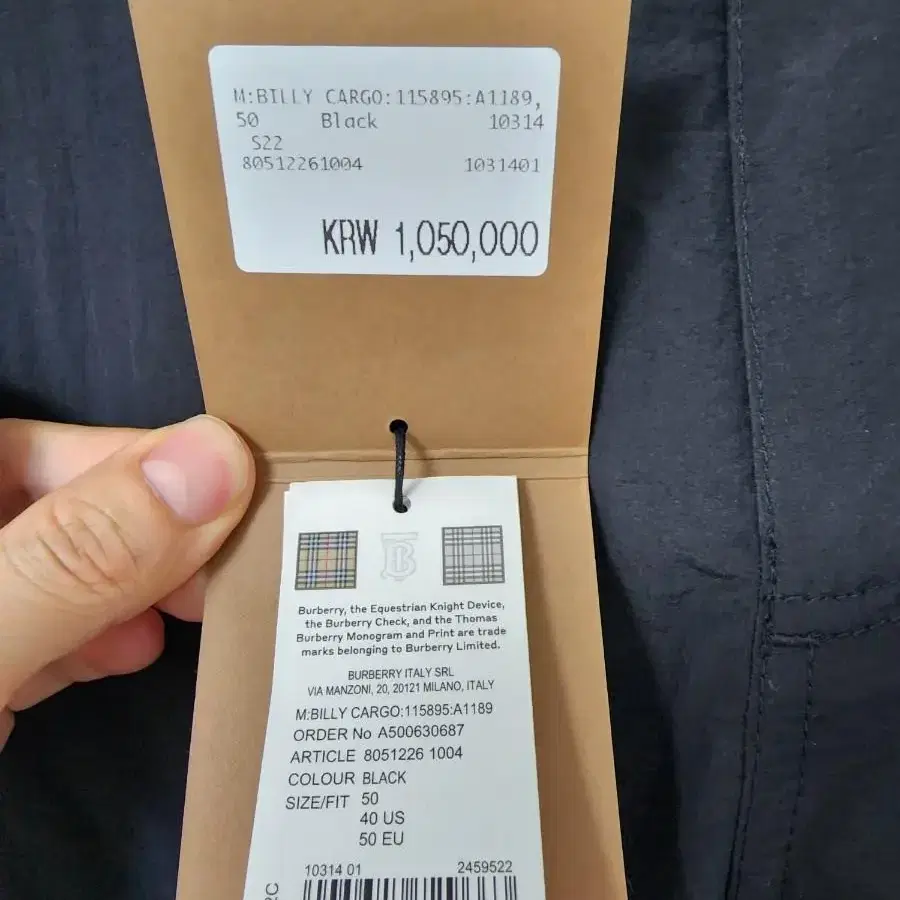 M:BILLY CARGO:115895:A1189,
50 Black 10314
S22
80512261004 1031401
KRW 1,050,000
Burberry, the Equestrian Knight Device,
the Burberry Check, and the Thomas
Burberry Monogram and Print are trade
marks belonging to Burberry Limited.
BURBERRY ITALY SRL
VIA MANZONI, 20, 20121 MILANO, ITALY
M:BILLY CARGO:115895:A1189
ORDER No A500630687
ARTICLE 8051226 1004
COLOUR BLACK
SIZE/FIT 50
40 US
50 EU
10314 01 2459522